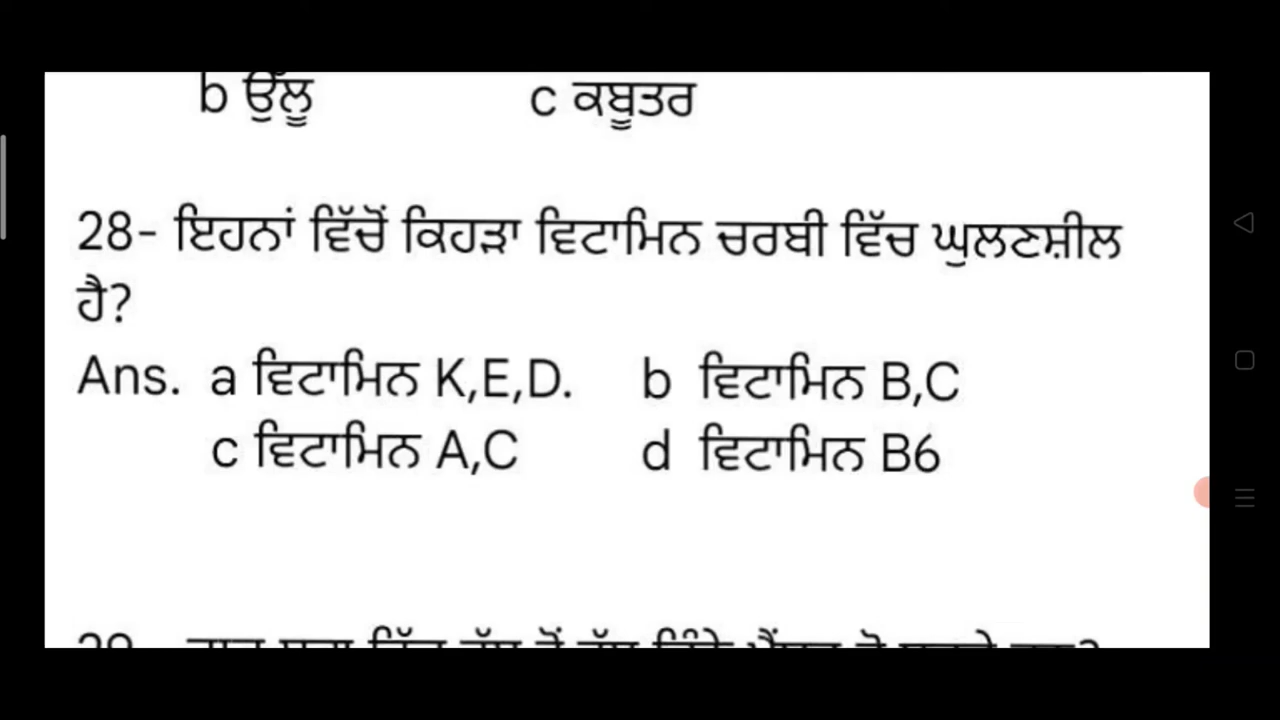 b ਉੱਲੂ c ਕਬੂਤਰ
28- ਇਹਨਾਂ ਵਿੱਚੋਂ ਕਿਹੜਾ ਵਿਟਾਮਿਨ ਚਰਬੀ ਵਿੱਚ ਘੁਲਣਸ਼ੀਲ
ਹੈ?
Ans. a ਵਿਟਾਮਿਨ K,E,D. b ਵਿਟਾਮਿਨ B,C
c ਵਿਟਾਮਿਨ A,C d ਵਿਟਾਮਿਨ B6